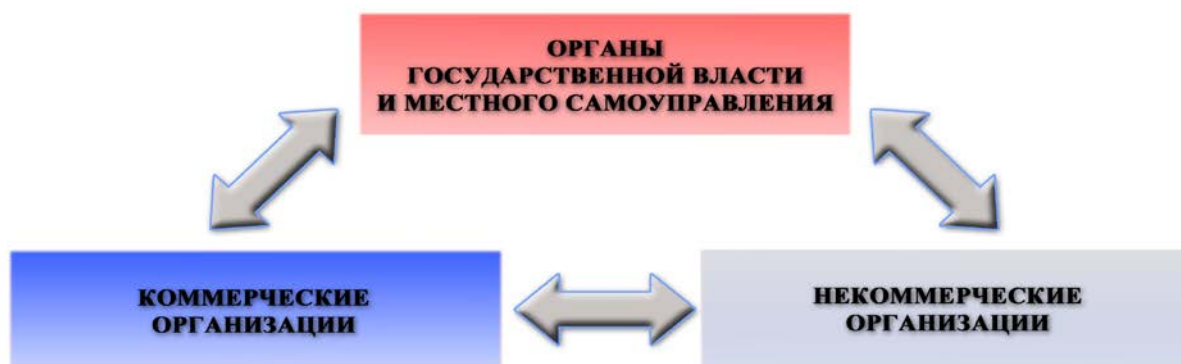 ОРГАНЫ
ГОСУДАРСТВЕННОЙ ВЛАСТИ
И МЕСТНОГО САМОУПРАВЛЕНИЯ
КОММЕРЧЕСКИЕ
ОРГАНИЗАЦИИ
НЕКОММЕРЧЕСКИЕ
ОРГАНИЗАЦИИ